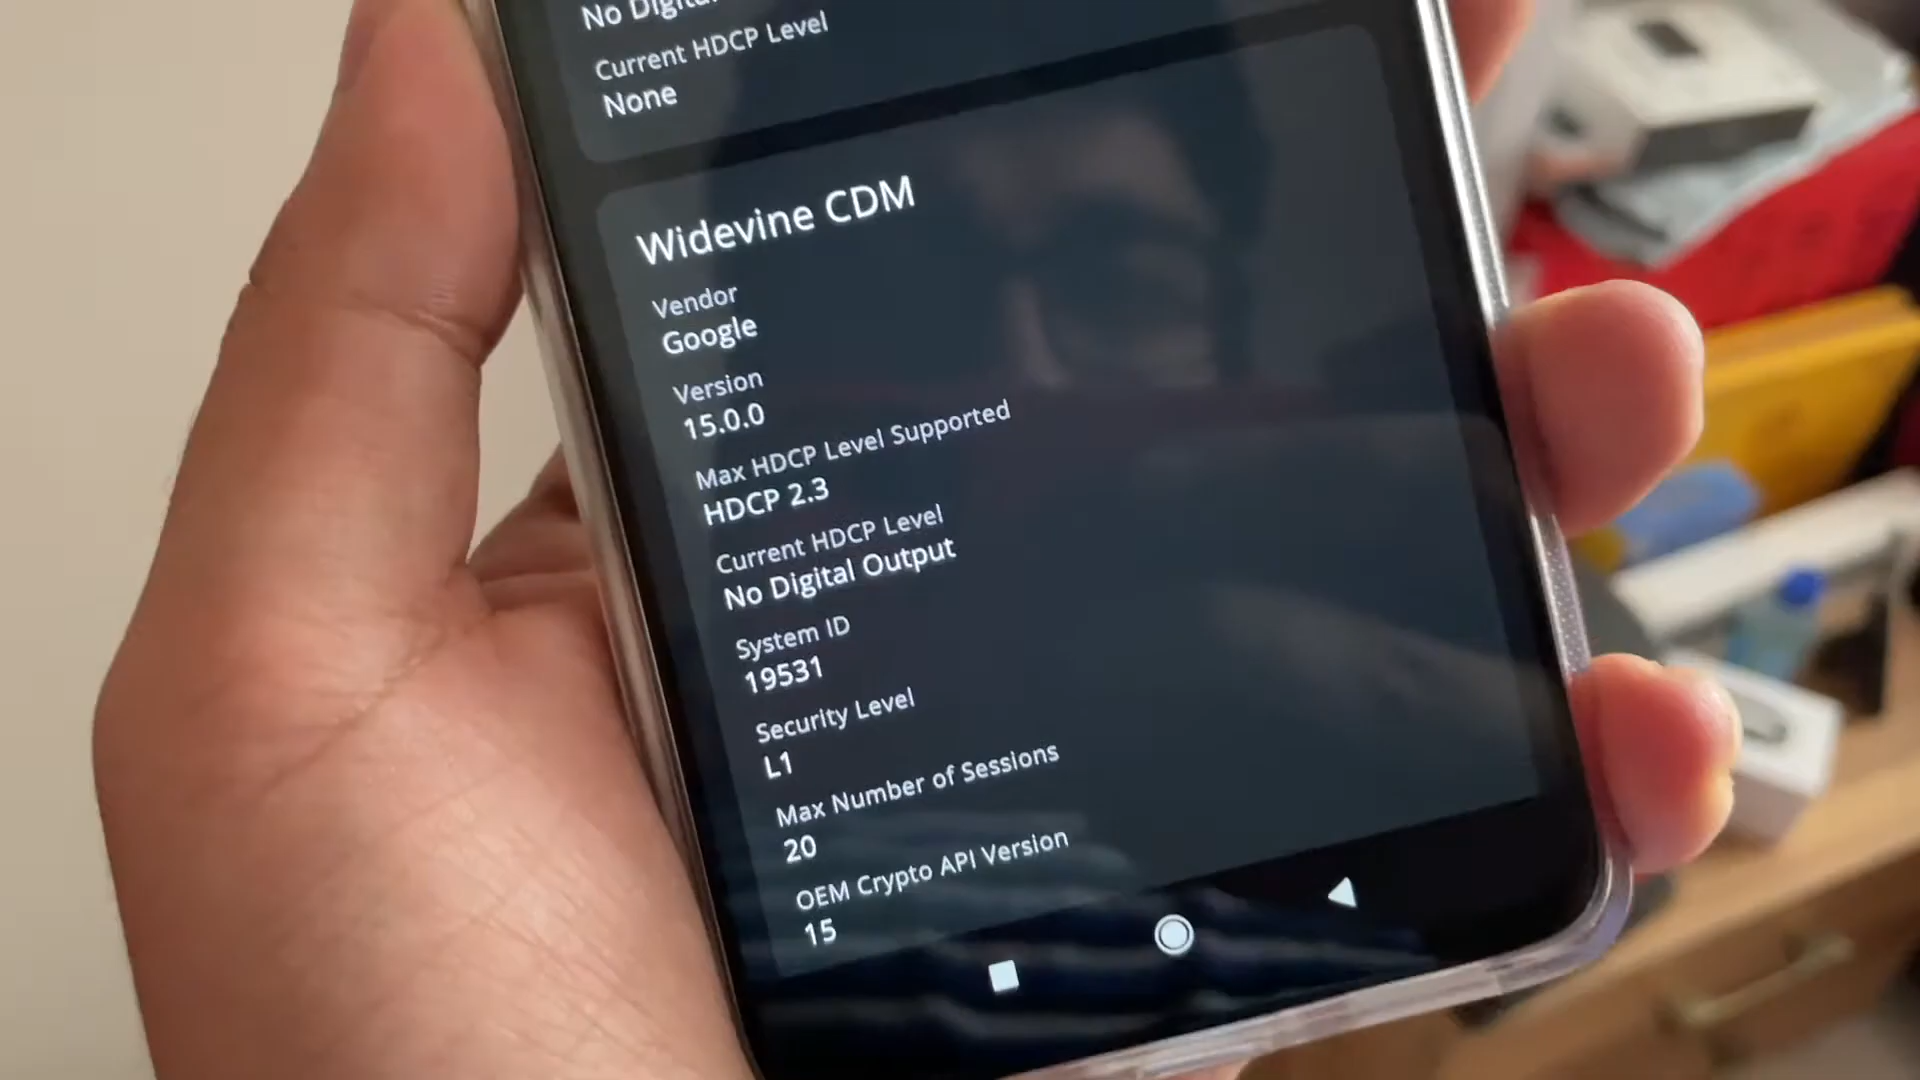 No Digital
Current HDCP Level
None
Widevine CDM
Vendor
Google
Version
15.0.0
Max HDCP Level Supported
HDCP 2.3
Current HDCP Level
No Digital Output
System ID
19531
Security Level
L1
Max Number of Sessions
20
OEM Crypto API Version
15